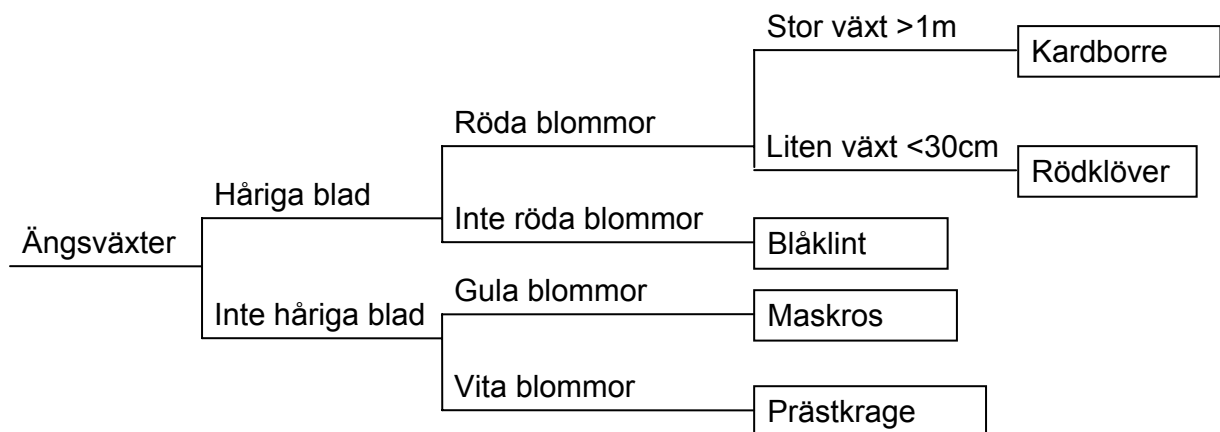 Stor växt >1m
Kardborre
Röda blommor
Liten växt <30cm
Rödklöver
Håriga blad
Inte röda blommor
Blåklint
Ängsväxter
Gula blommor
Maskros
Inte håriga blad
Vita blommor
Prästkrage